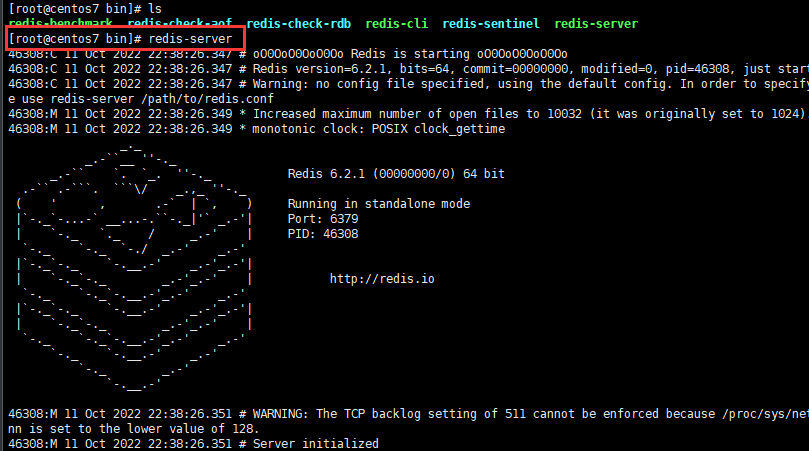 [root@centos7 bin]# ls
redis-benchmark  redis-check-aof  redis-check-rdb  redis-cli  redis-sentinel  redis-server
[root@centos7 bin]# redis-server
46308:C 11 Oct 2022 22:38:26.347 # oO0OoO0OoO0Oo Redis is starting oO0OoO0OoO0Oo
46308:C 11 Oct 2022 22:38:26.347 # Redis version=6.2.1, bits=64, commit=00000000, modified=0, pid=46308, just start
46308:C 11 Oct 2022 22:38:26.347 # Warning: no config file specified, using the default config. In order to specify
e use redis-server /path/to/redis.conf
46308:M 11 Oct 2022 22:38:26.349 * Increased maximum number of open files to 10032 (it was originally set to 1024).
46308:M 11 Oct 2022 22:38:26.349 * monotonic clock: POSIX clock_gettime
Redis 6.2.1 (00000000/0) 64 bit
Running in standalone mode
Port: 6379
PID: 46308
http://redis.io
46308:M 11 Oct 2022 22:38:26.351 # WARNING: The TCP backlog setting of 511 cannot be enforced because /proc/sys/net
nn is set to the lower value of 128.
46308:M 11 Oct 2022 22:38:26.351 # Server initialized